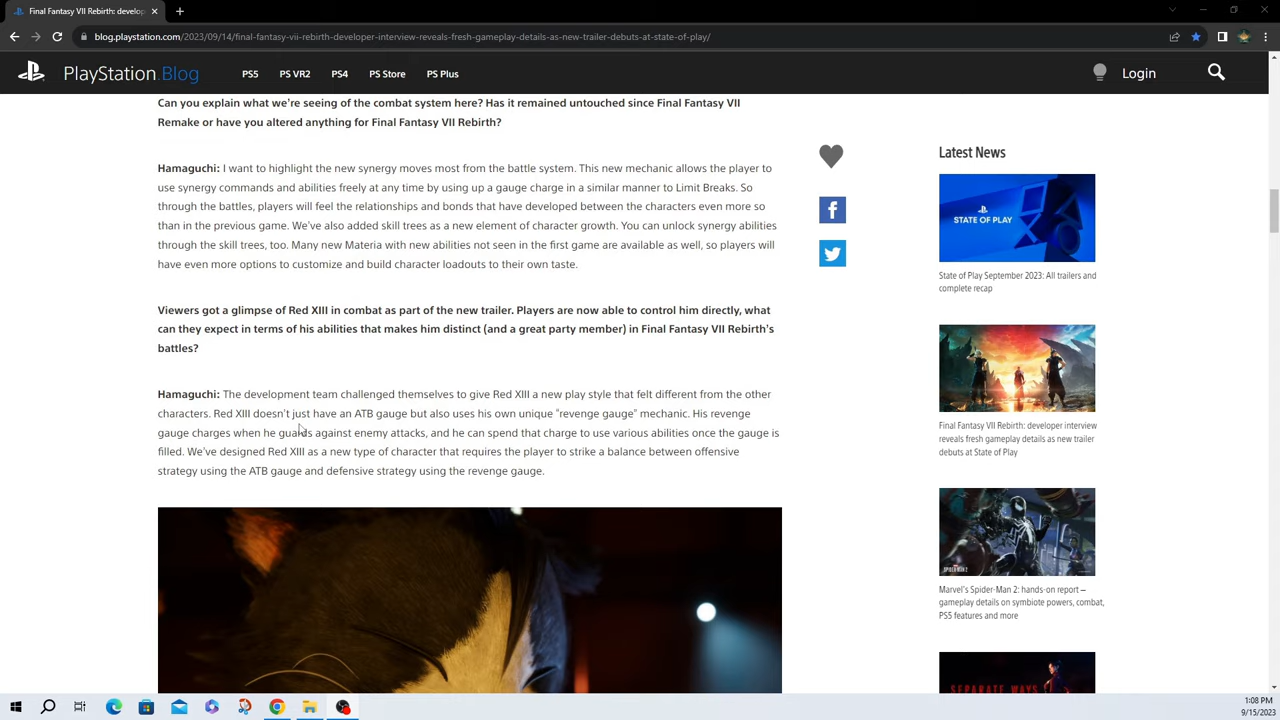 Final Fantasy VII Rebirth: develop
blog.playstation.com/2023/09/14/final-fantasy-vii-rebirth-developer-interview-reveals-fresh-gameplay-details-as-new-trailer-debuts-at-state-of-play/
PlayStation.Blog
PS5
PS VR2
PS4
PS Store
PS Plus
Login
Can you explain what we're seeing of the combat system here? Has it remained untouched since Final Fantasy VII
Remake or have you altered anything for Final Fantasy VII Rebirth?
Hamaguchi: I want to highlight the new synergy moves most from the battle system. This new mechanic allows the player to
use synergy commands and abilities freely at any time by using up a gauge charge in a similar manner to Limit Breaks. So
through the battles, players will feel the relationships and bonds that have developed between the characters even more so
than in the previous game. We've also added skill trees as a new element of character growth. You can unlock synergy abilities
through the skill trees, too. Many new Materia with new abilities not seen in the first game are available as well, so players will
have even more options to customize and build character loadouts to their own taste.
Viewers got a glimpse of Red XIII in combat as part of the new trailer. Players are now able to control him directly, what
can they expect in terms of his abilities that makes him distinct (and a great party member) in Final Fantasy VII Rebirth's
battles?
Hamaguchi: The development team challenged themselves to give Red XIII a new play style that felt different from the other
characters. Red XIII doesn't just have an ATB gauge but also uses his own unique "revenge gauge" mechanic. His revenge
gauge charges when he guards against enemy attacks, and he can spend that charge to use various abilities once the gauge is
filled. We've designed Red XIII as a new type of character that requires the player to strike a balance between offensive
strategy using the ATB gauge and defensive strategy using the revenge gauge.
Latest News
STATE OF PLAY
State of Play September 2023: All trailers and
complete recap
Final Fantasy VII Rebirth: developer interview
reveals fresh gameplay details as new trailer
debuts at State of Play
Marvel's Spider-Man 2: hands-on report –
gameplay details on symbiote powers, combat,
PS5 features and more
SEPARATE WAYS
1:08 PM
9/15/2023